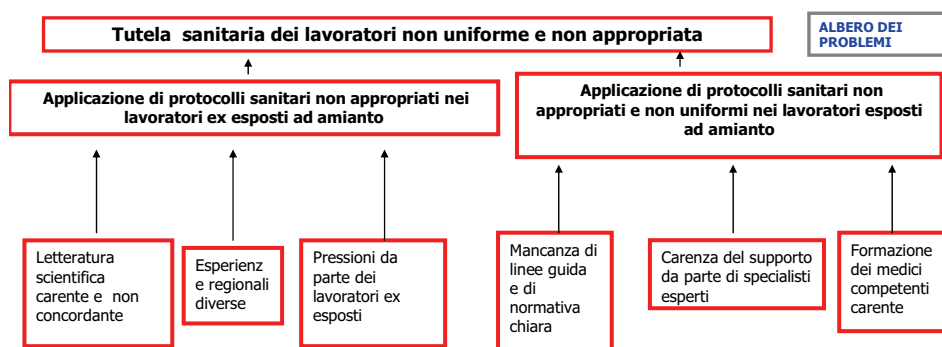 Tutela sanitaria dei lavoratori non uniforme e non appropriata
ALBERO DEI
PROBLEMI
Applicazione di protocolli sanitari non appropriati nei
lavoratori ex esposti ad amianto
Applicazione di protocolli sanitari non
appropriati e non uniformi nei lavoratori esposti
ad amianto
Letteratura
scientifica
carente e non
concordante
Esperienz
e regionali
diverse
Pressioni da
parte dei
lavoratori ex
esposti
Mancanza di
linee guida
e di
normativa
chiara
Carenza del supporto
da parte di specialisti
esperti
Formazione
dei medici
competenti
carente